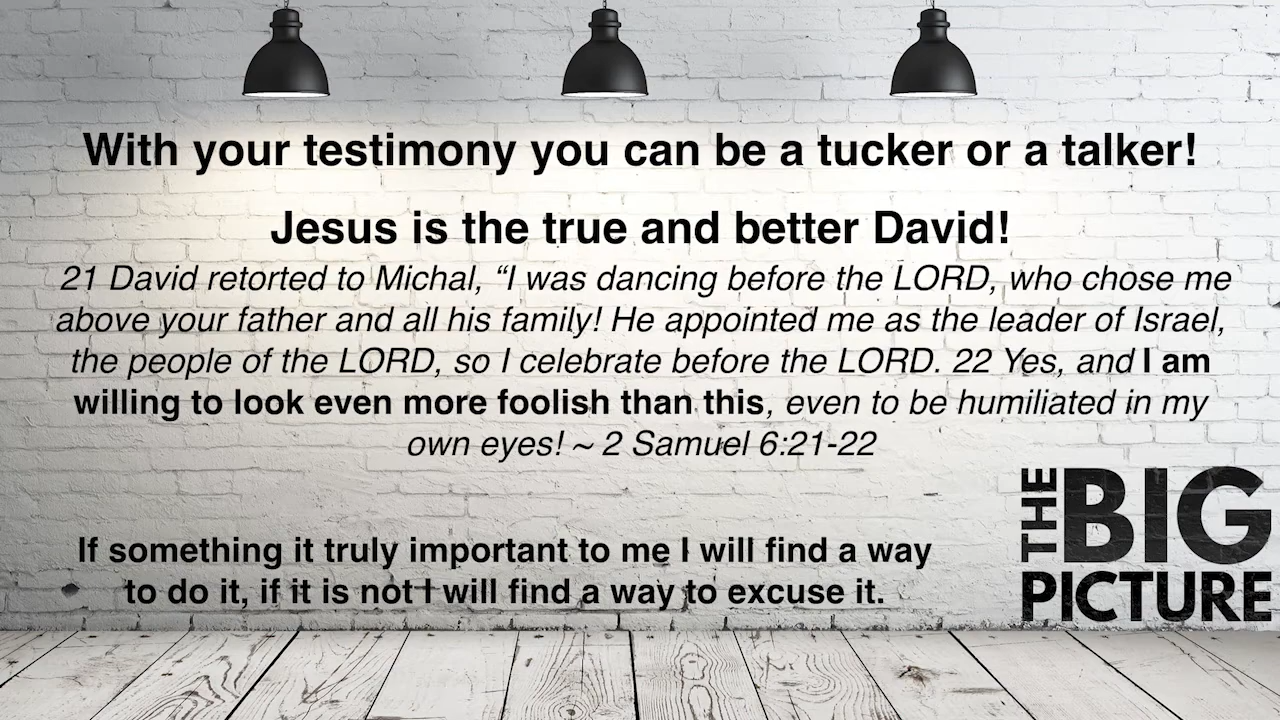 With your testimony you can be a tucker or a talker!
Jesus is the true and better David!
21 David retorted to Michal, “I was dancing before the LORD, who chose me
above your father and all his family! He appointed me as the leader of Israel,
the people of the LORD, so I celebrate before the LORD. 22 Yes, and I am
willing to look even more foolish than this, even to be humiliated in my
own eyes! ~ 2 Samuel 6:21-22
If something it truly important to me I will find a way
to do it, if it is not I will find a way to excuse it.
THE BIG
PICTURE